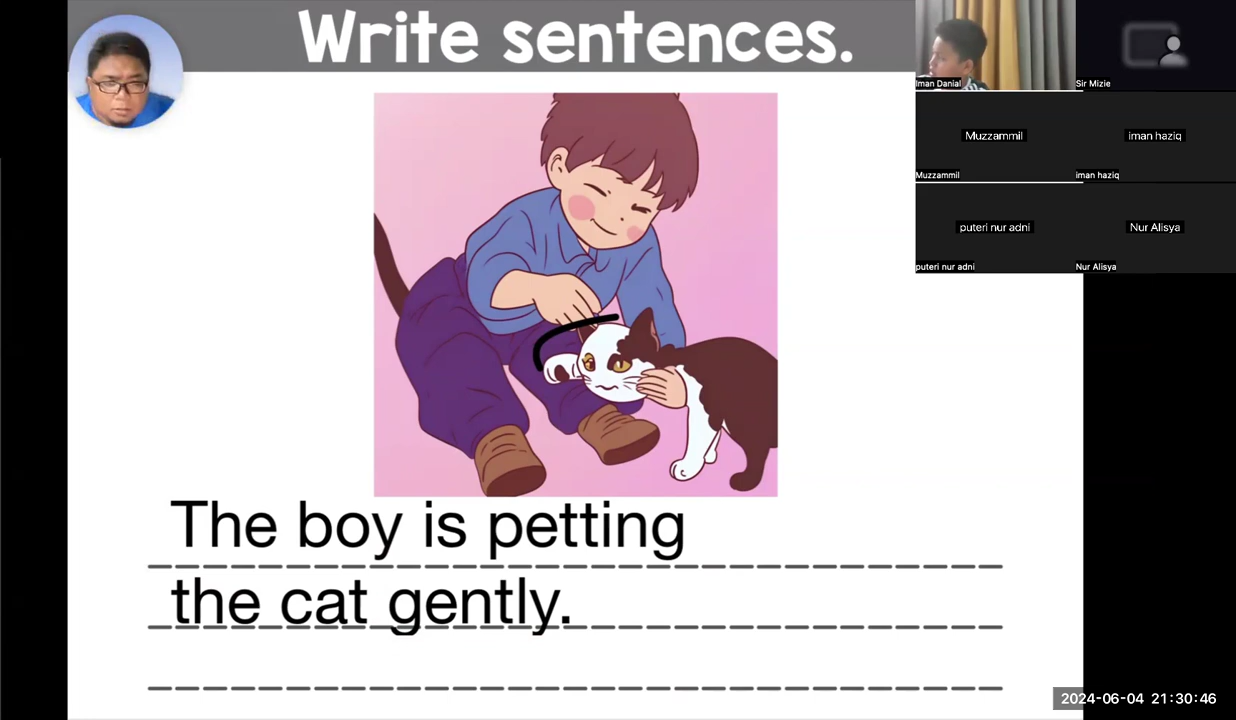 Write sentences.
The boy is petting
the cat gently.
Iman Danial
Sir Mizie
Muzzammil
Muzzammil
iman haziq
iman haziq
puteri nur adni
puteri nur adni
Nur Alisya
Nur Alisya
2024-06-04 21:30:46